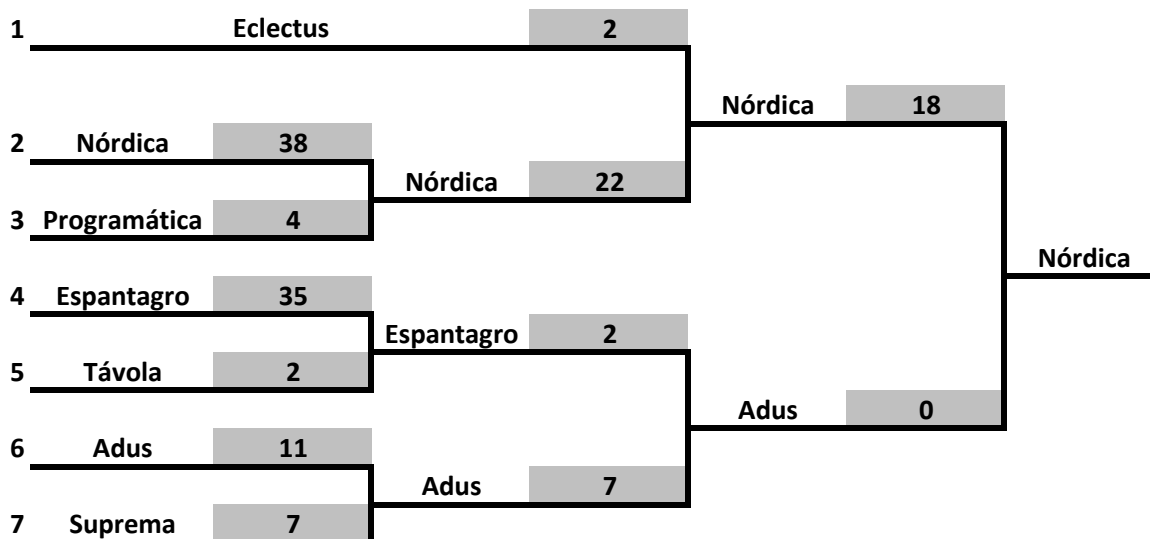 1 Eclectus 2
Nórdica 18
2 Nórdica 38
Nórdica 22
3 Programática 4
Nórdica
4 Espantagro 35
Espantagro 2
5 Távola 2
Adus 0
6 Adus 11
Adus 7
7 Suprema 7